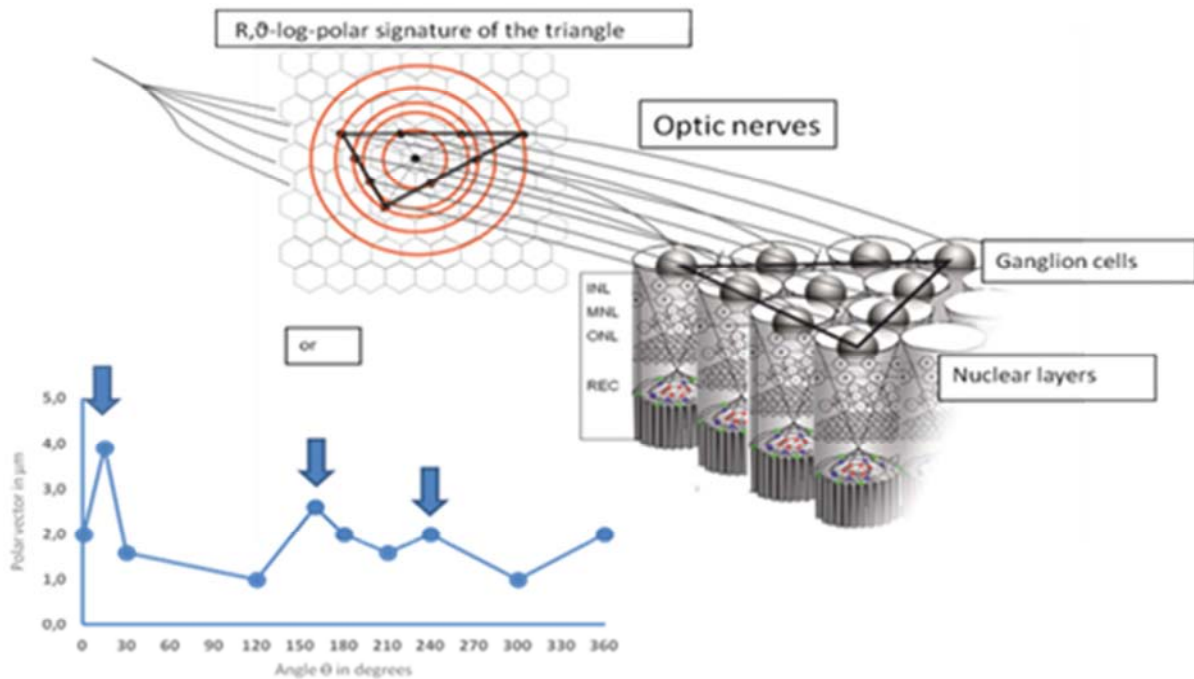 R,ϑ-log-polar signature of the triangle
Optic nerves
Ganglion cells
INL
MNL
ONL
REC
Nuclear layers
or
5,0
4,0
3,0
2,0
1,0
0,0
Polar vector in µm
0 30 60 90 120 150 180 210 240 270 300 330 360
Angle Θ in degrees